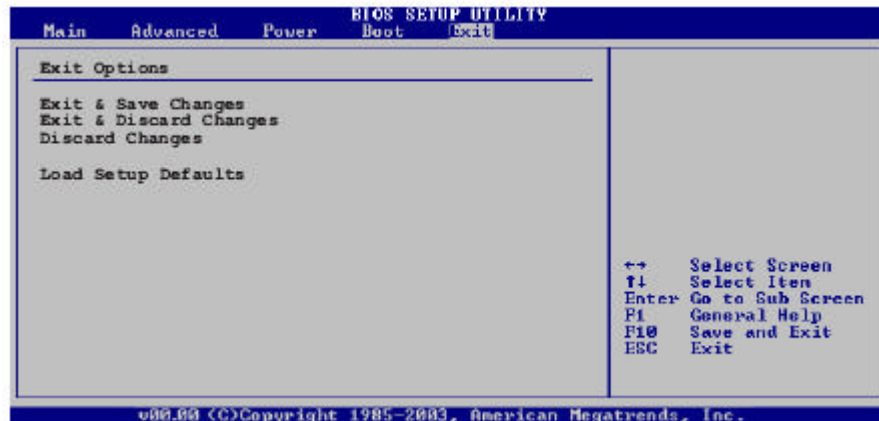 BIOS SETUP UTILITY
Main Advanced Power Boot Exit
Exit Options
Exit & Save Changes
Exit & Discard Changes
Discard Changes
Load Setup Defaults
←→ Select Screen
↑↓ Select Item
Enter Go to Sub Screen
F1 General Help
F10 Save and Exit
ESC Exit
v00.00 (C)Copyright 1985-2003, American Megatrends, Inc.